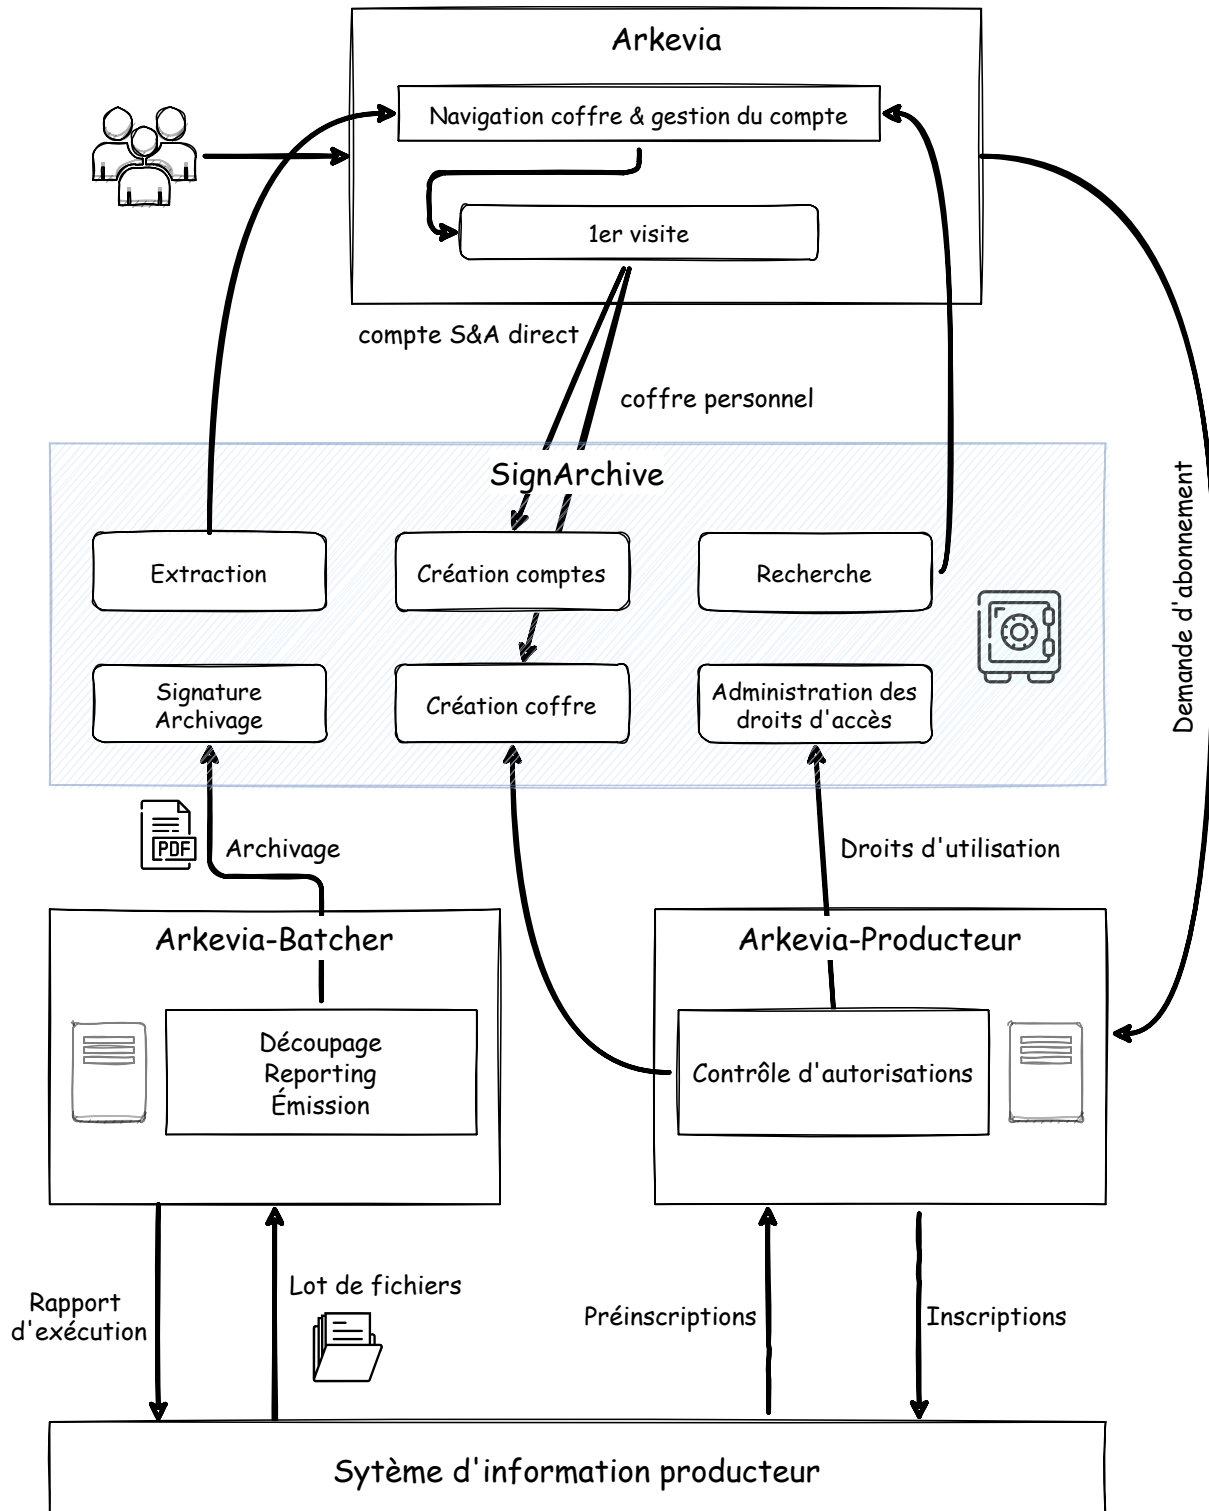 Arkevia
Navigation coffre & gestion du compte
1er visite
compte S&A direct
coffre personnel
SignArchive
Extraction
Création comptes
Recherche
Signature
Archivage
Création coffre
Administration des
droits d'accès
Demande d'abonnement
PDF
Archivage
Droits d'utilisation
Arkevia-Batcher
Découpage
Reporting
Émission
Arkevia-Producteur
Contrôle d'autorisations
Rapport
d'exécution
Lot de fichiers
Préinscriptions
Inscriptions
Sytème d'information producteur